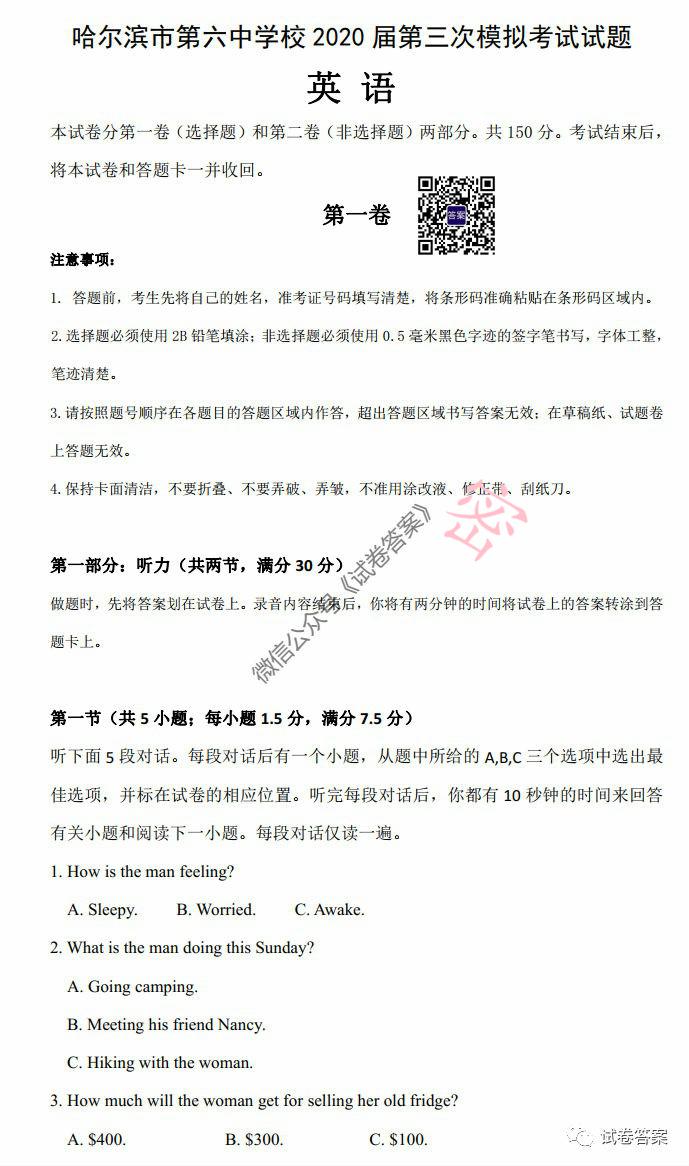 哈尔滨市第六中学校 2020 届第三次模拟考试试题
英 语
本试卷分第一卷（选择题）和第二卷（非选择题）两部分。共 150 分。考试结束后，
将本试卷和答题卡一并收回。
第一卷
答案
注意事项：
1. 答题前，考生先将自己的姓名，准考证号码填写清楚，将条形码准确粘贴在条形码区域内。
2.选择题必须使用 2B 铅笔填涂；非选择题必须使用 0.5 毫米黑色字迹的签字笔书写，字体工整，
笔迹清楚。
3.请按照题号顺序在各题目的答题区域内作答，超出答题区域书写答案无效；在草稿纸、试题卷
上答题无效。
4.保持卡面清洁，不要折叠、不要弄破、弄皱，不准用涂改液、修正带、刮纸刀。
密
微信公众号《试卷答案》
第一部分：听力（共两节，满分 30 分）
做题时，先将答案划在试卷上。录音内容结束后，你将有两分钟的时间将试卷上的答案转涂到答
题卡上。
第一节（共 5 小题；每小题 1.5 分，满分 7.5 分）
听下面 5 段对话。每段对话后有一个小题，从题中所给的 A,B,C 三个选项中选出最
佳选项，并标在试卷的相应位置。听完每段对话后，你都有 10 秒钟的时间来回答
有关小题和阅读下一小题。每段对话仅读一遍。
1. How is the man feeling?
A. Sleepy. B. Worried. C. Awake.
2. What is the man doing this Sunday?
A. Going camping.
B. Meeting his friend Nancy.
C. Hiking with the woman.
3. How much will the woman get for selling her old fridge?
A. $400. B. $300. C. $100.
试卷答案